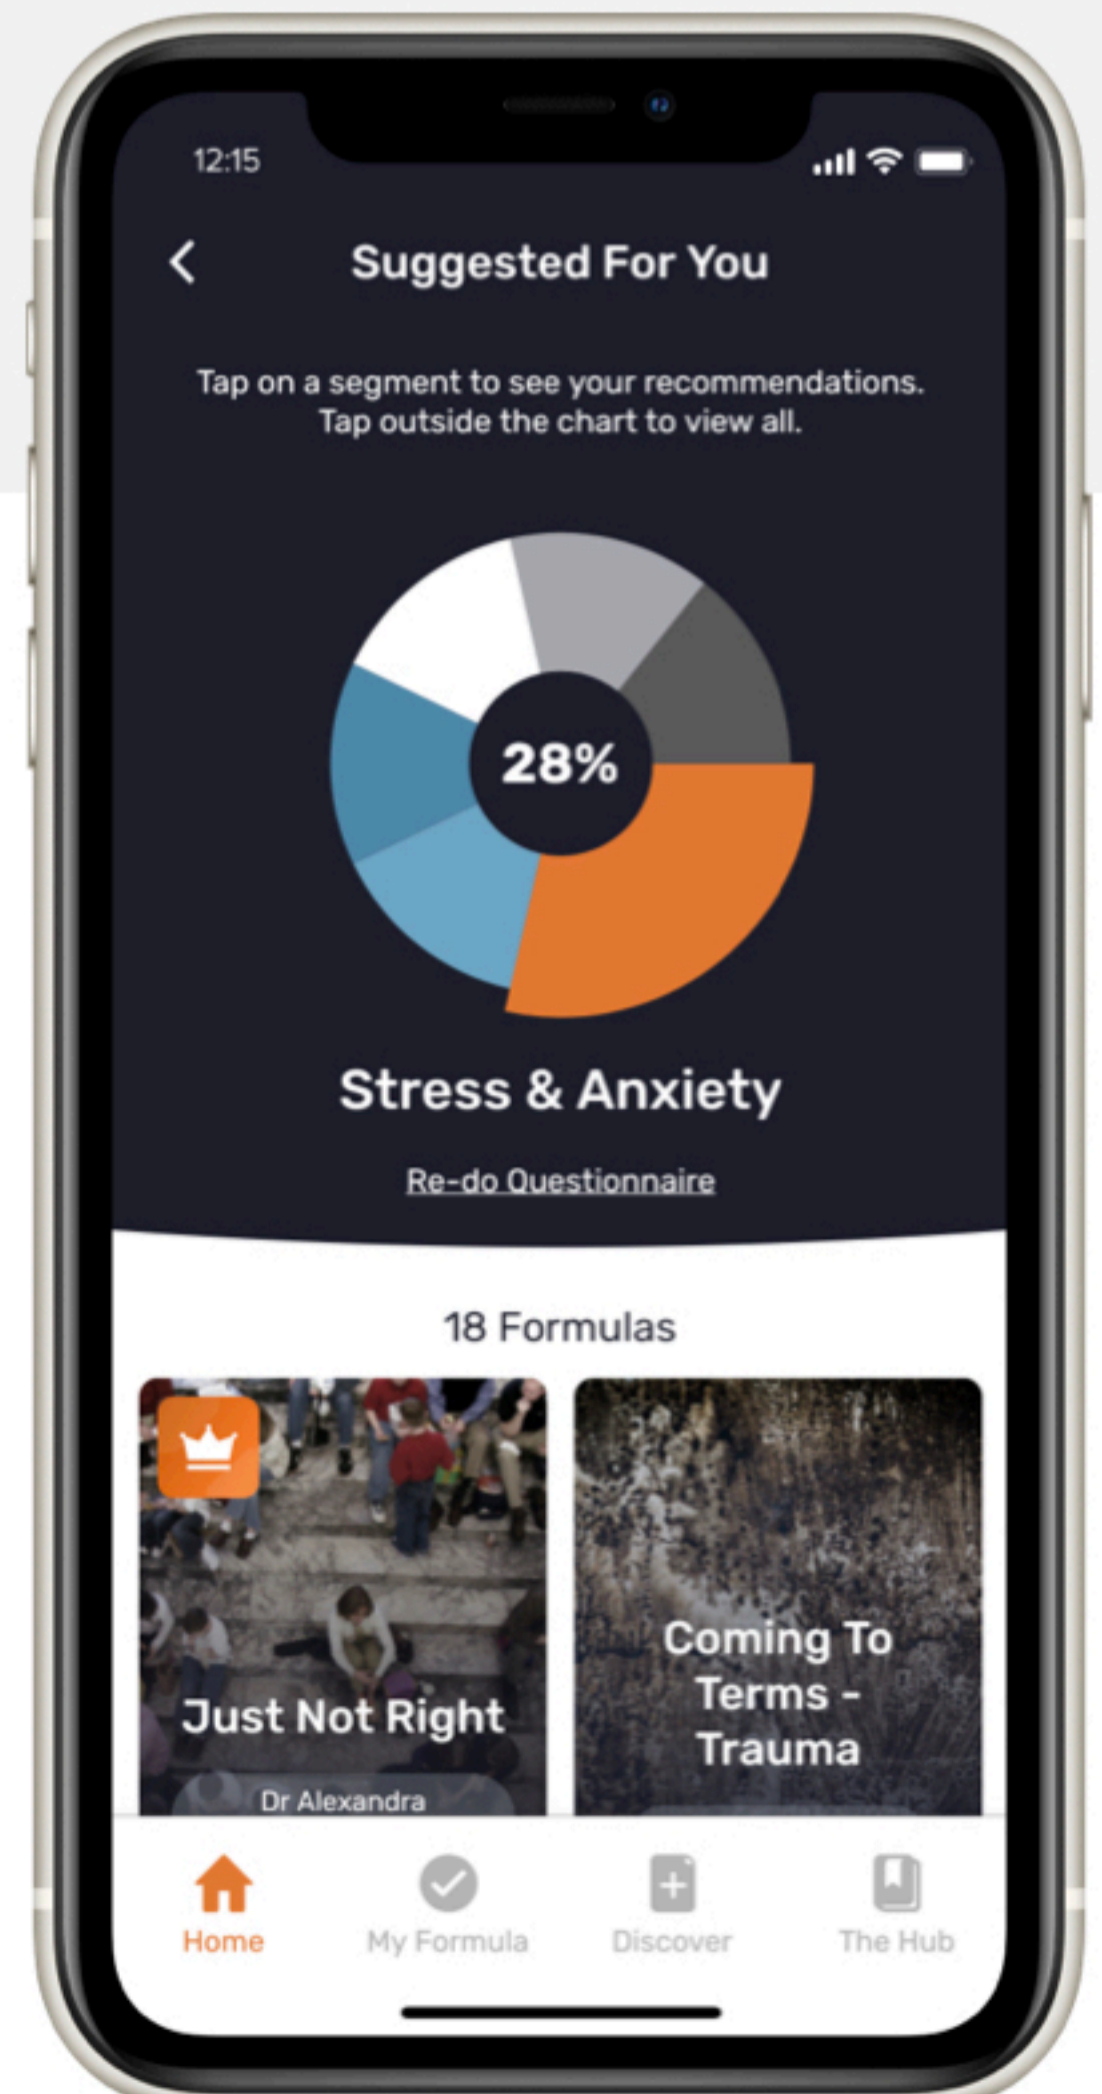 12:15
Suggested For You
Tap on a segment to see your recommendations.
Tap outside the chart to view all.
28%
Stress & Anxiety
Re-do Questionnaire
18 Formulas
Just Not Right
Dr Alexandra
Coming To
Terms -
Trauma
Home
My Formula
Discover
The Hub